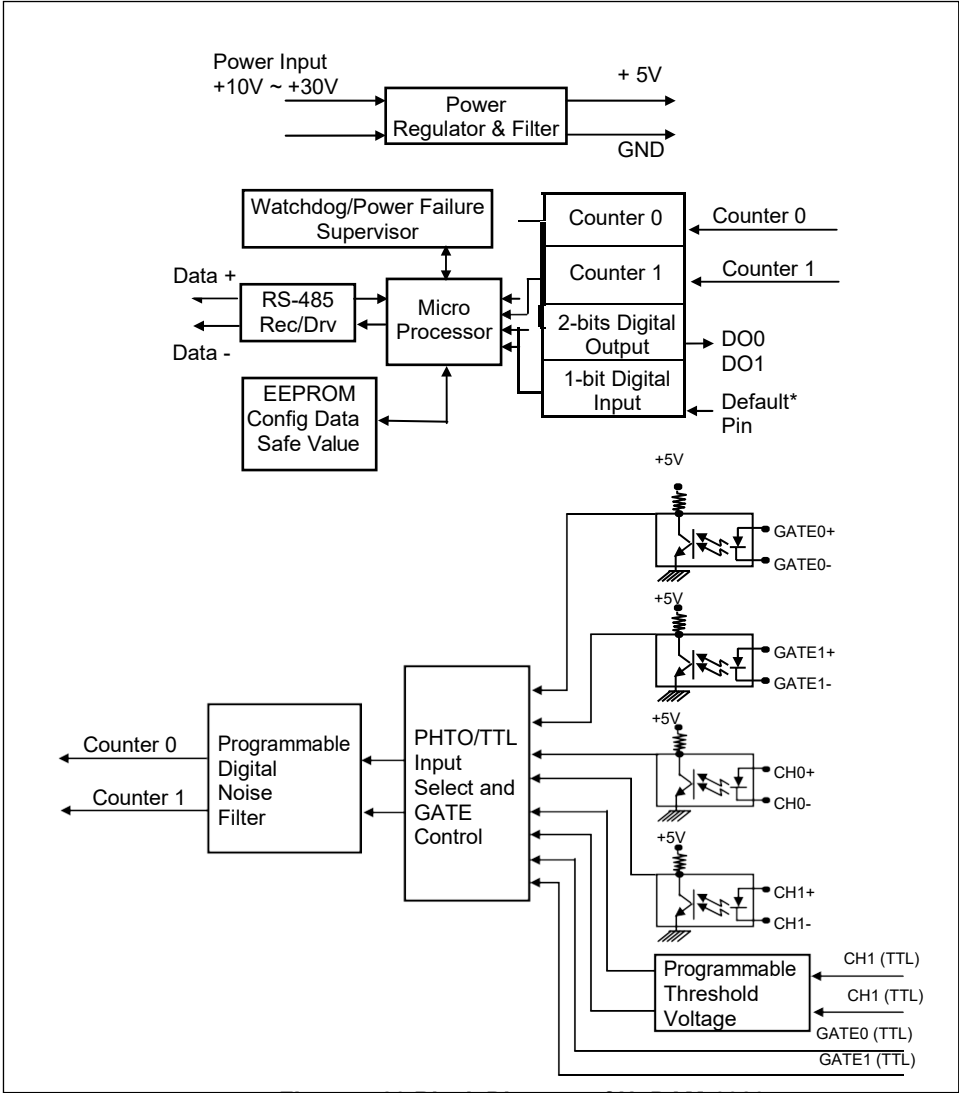 Power Input
+10V ~ +30V
+ 5V
Power
Regulator & Filter
GND
Watchdog/Power Failure
Supervisor
Counter 0
Counter 0
Counter 1
Counter 1
Data +
RS-485
Rec/Drv
Data -
Micro
Processor
2-bits Digital
Output
DO0
DO1
1-bit Digital
Input
Default*
Pin
EEPROM
Config Data
Safe Value
+5V
GATE0+
GATE0-
+5V
GATE1+
GATE1-
+5V
CH0+
CH0-
+5V
CH1+
CH1-
Counter 0
Counter 1
Programmable
Digital
Noise
Filter
PHTO/TTL
Input
Select and
GATE
Control
Programmable
Threshold
Voltage
CH1 (TTL)
CH1 (TTL)
GATE0 (TTL)
GATE1 (TTL)